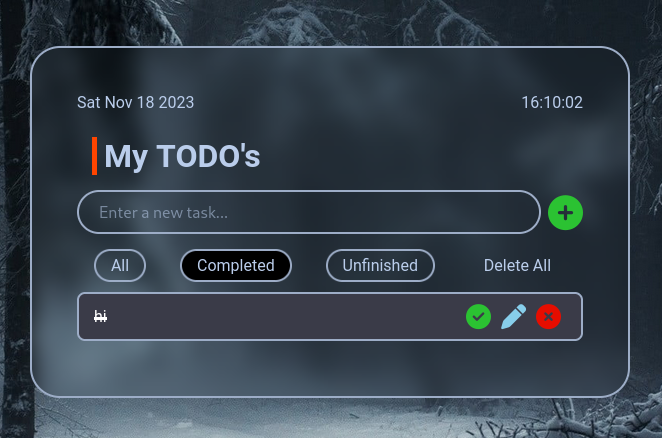 Sat Nov 18 2023 16:10:02
My TODO's
Enter a new task...
All Completed Unfinished Delete All
hi